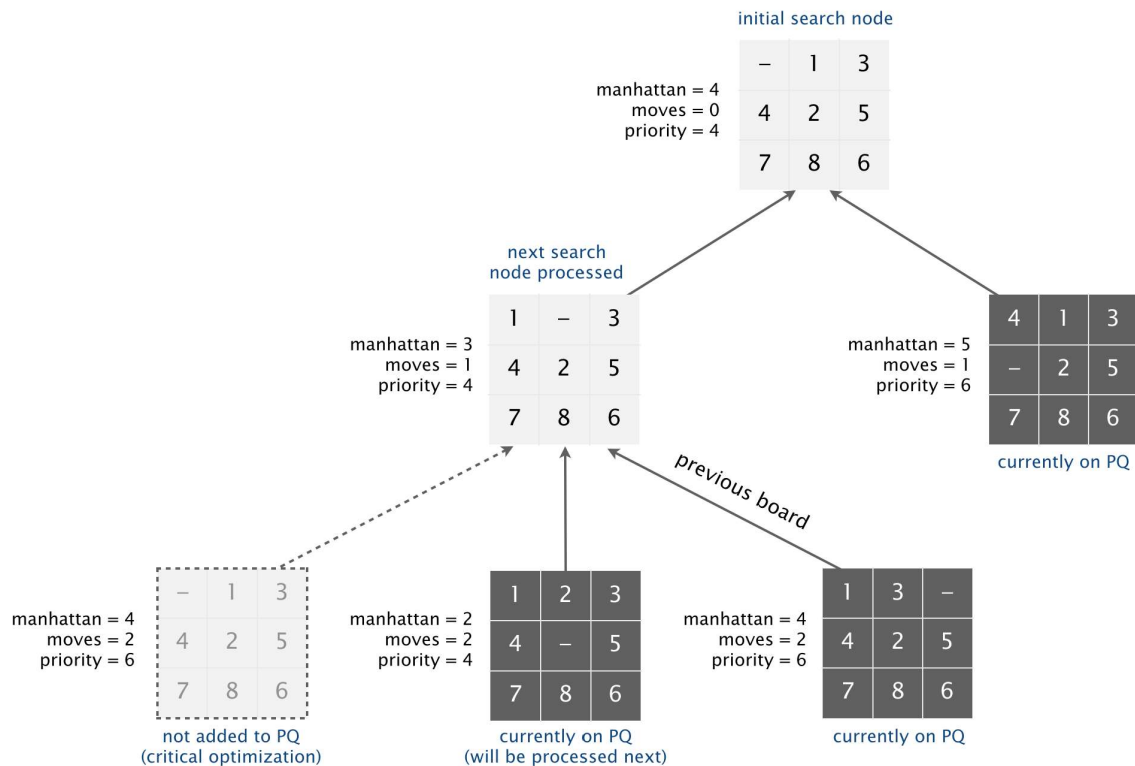 initial search node
– 1 3
manhattan = 4
moves = 0
priority = 4
4 2 5
7 8 6
next search
node processed
1 – 3
manhattan = 3
moves = 1
priority = 4
4 2 5
7 8 6
4 1 3
manhattan = 5
moves = 1
priority = 6
– 2 5
7 8 6
currently on PQ
previous board
– 1 3
manhattan = 4
moves = 2
priority = 6
4 2 5
7 8 6
not added to PQ
(critical optimization)
1 2 3
manhattan = 2
moves = 2
priority = 4
4 – 5
7 8 6
currently on PQ
(will be processed next)
1 3 –
manhattan = 4
moves = 2
priority = 6
4 2 5
7 8 6
currently on PQ